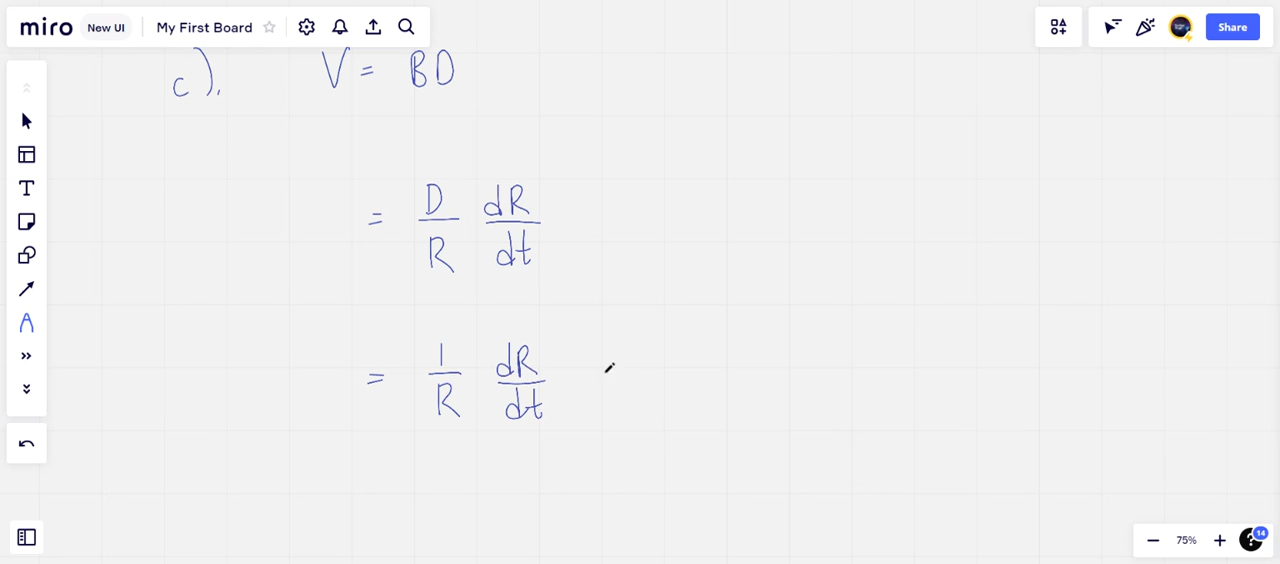 miro New UI My First Board Share
c). V = BD
= D/R dR/dt
= 1/R dR/dt
14
75%